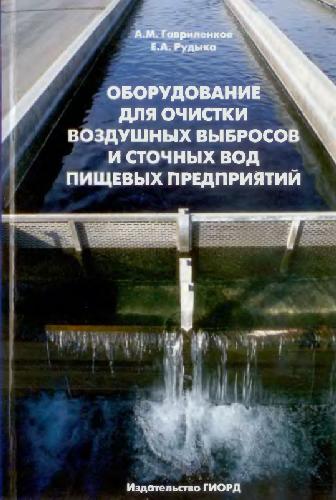 А.М. Гавриленков
Е.А. Рудыка
ОБОРУДОВАНИЕ
ДЛЯ ОЧИСТКИ
ВОЗДУШНЫХ ВЫБРОСОВ
И СТОЧНЫХ ВОД
ПИЩЕВЫХ ПРЕДПРИЯТИЙ
Издательство ГИОРД